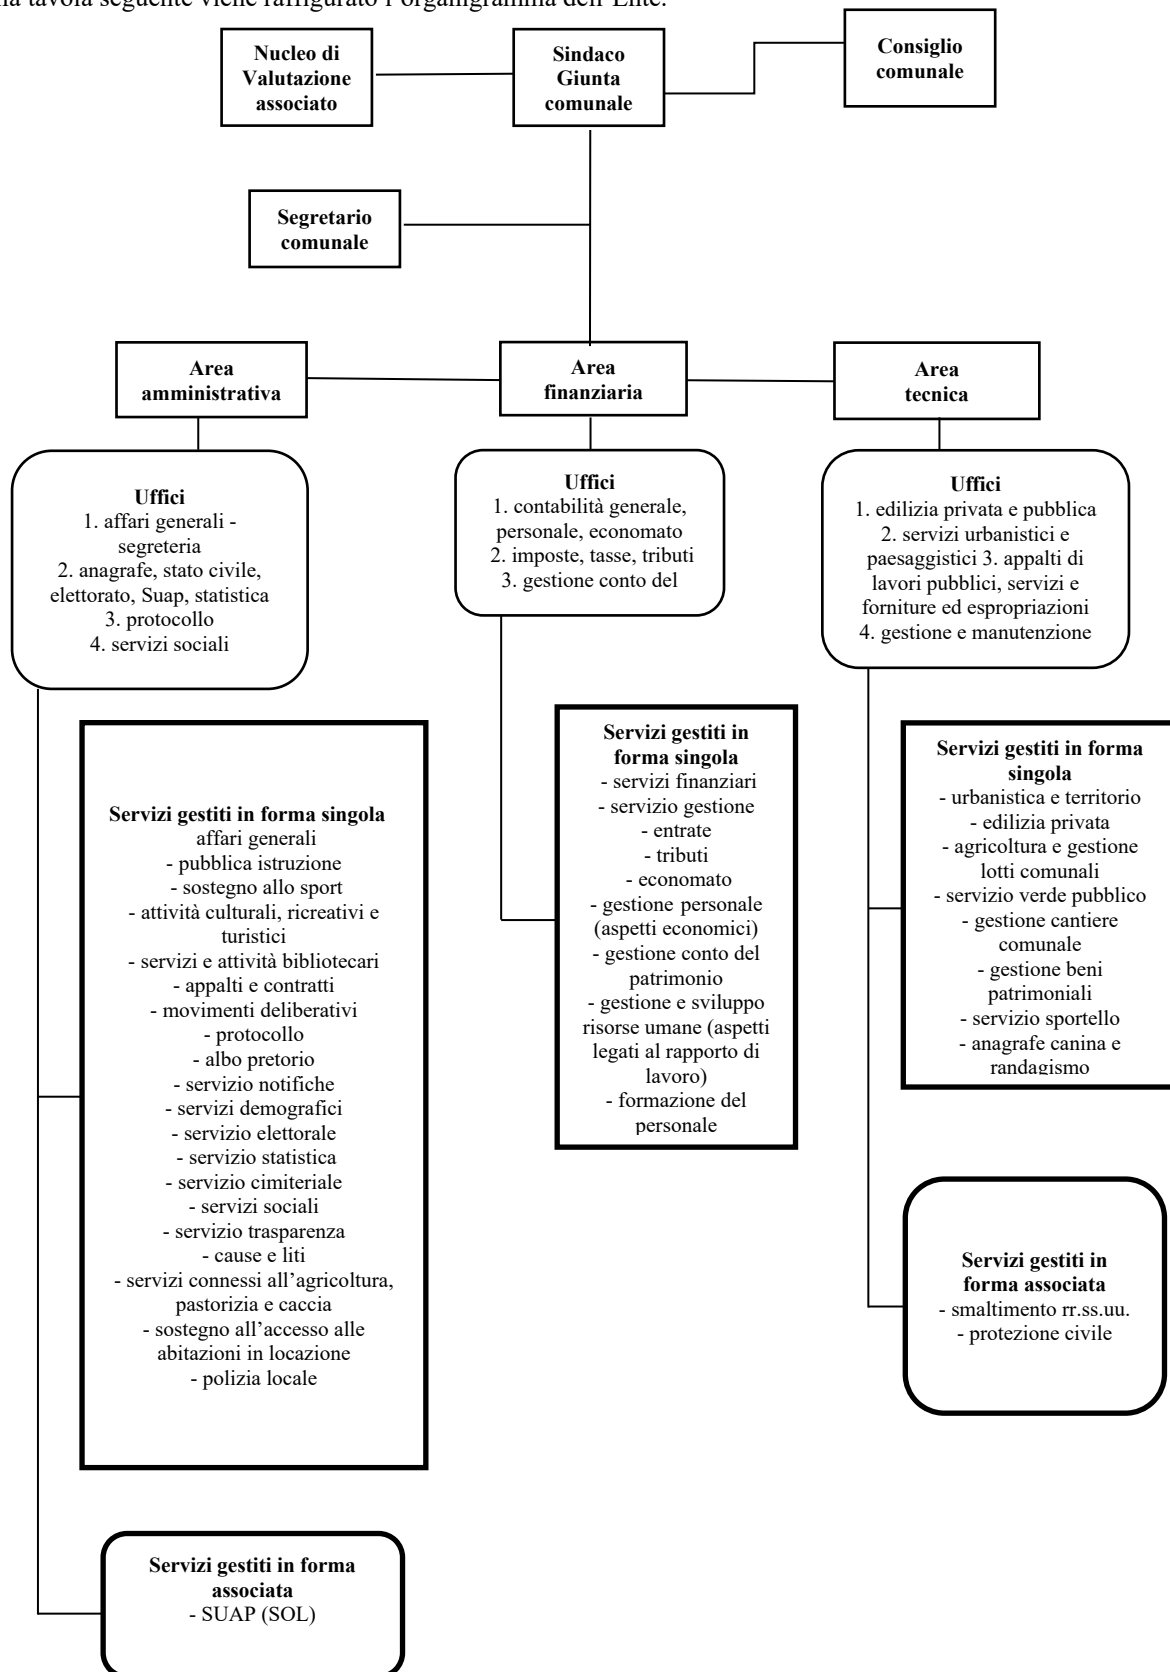 la tavola seguente viene raffigurato l'organigramma dell'Ente.
Nucleo di
Valutazione
associato
Sindaco
Giunta
comunale
Consiglio
comunale
Segretario
comunale
Area
amministrativa
Area
finanziaria
Area
tecnica
Uffici
1. affari generali -
segreteria
2. anagrafe, stato civile,
elettorato, Suap, statistica
3. protocollo
4. servizi sociali
Uffici
1. contabilità generale,
personale, economato
2. imposte, tasse, tributi
3. gestione conto del
Uffici
1. edilizia privata e pubblica
2. servizi urbanistici e
paesaggistici 3. appalti di
lavori pubblici, servizi e
forniture ed espropriazioni
4. gestione e manutenzione
Servizi gestiti in forma singola
affari generali
- pubblica istruzione
- sostegno allo sport
- attività culturali, ricreativi e
turistici
- servizi e attività bibliotecari
- appalti e contratti
- movimenti deliberativi
- protocollo
- albo pretorio
- servizio notifiche
- servizi demografici
- servizio elettorale
- servizio statistica
- servizio cimiteriale
- servizi sociali
- servizio trasparenza
- cause e liti
- servizi connessi all'agricoltura,
pastorizia e caccia
- sostegno all'accesso alle
abitazioni in locazione
- polizia locale
Servizi gestiti in
forma singola
- servizi finanziari
- servizio gestione
- entrate
- tributi
- economato
- gestione personale
(aspetti economici)
- gestione conto del
patrimonio
- gestione e sviluppo
risorse umane (aspetti
legati al rapporto di
lavoro)
- formazione del
personale
Servizi gestiti in forma
singola
- urbanistica e territorio
- edilizia privata
- agricoltura e gestione
lotti comunali
- servizio verde pubblico
- gestione cantiere
comunale
- gestione beni
patrimoniali
- servizio sportello
- anagrafe canina e
randagismo
Servizi gestiti in
forma associata
- smaltimento rr.ss.uu.
- protezione civile
Servizi gestiti in forma
associata
- SUAP (SOL)